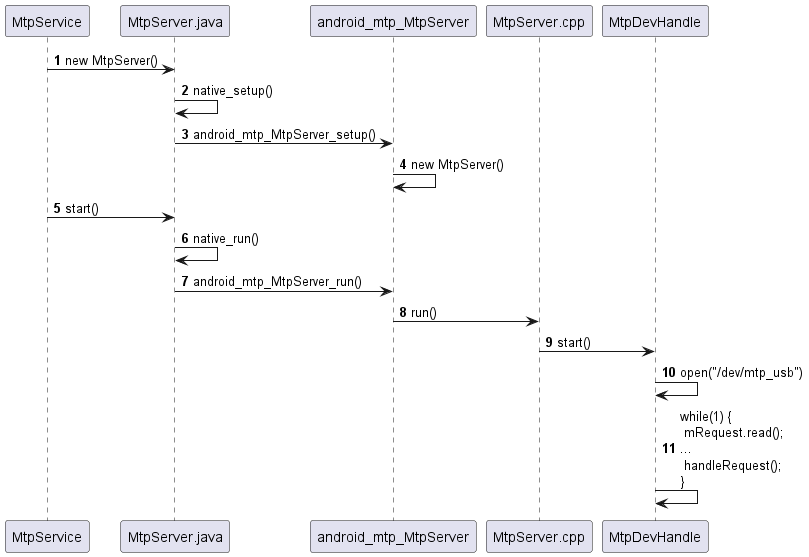 MtpService
MtpServer.java
android_mtp_MtpServer
MtpServer.cpp
MtpDevHandle
1 new MtpServer()
2 native_setup()
3 android_mtp_MtpServer_setup()
4 new MtpServer()
5 start()
6 native_run()
7 android_mtp_MtpServer_run()
8 run()
9 start()
10 open("/dev/mtp_usb")
while(1) {
mRequest.read();
11 ...
handleRequest();
}
MtpService
MtpServer.java
android_mtp_MtpServer
MtpServer.cpp
MtpDevHandle